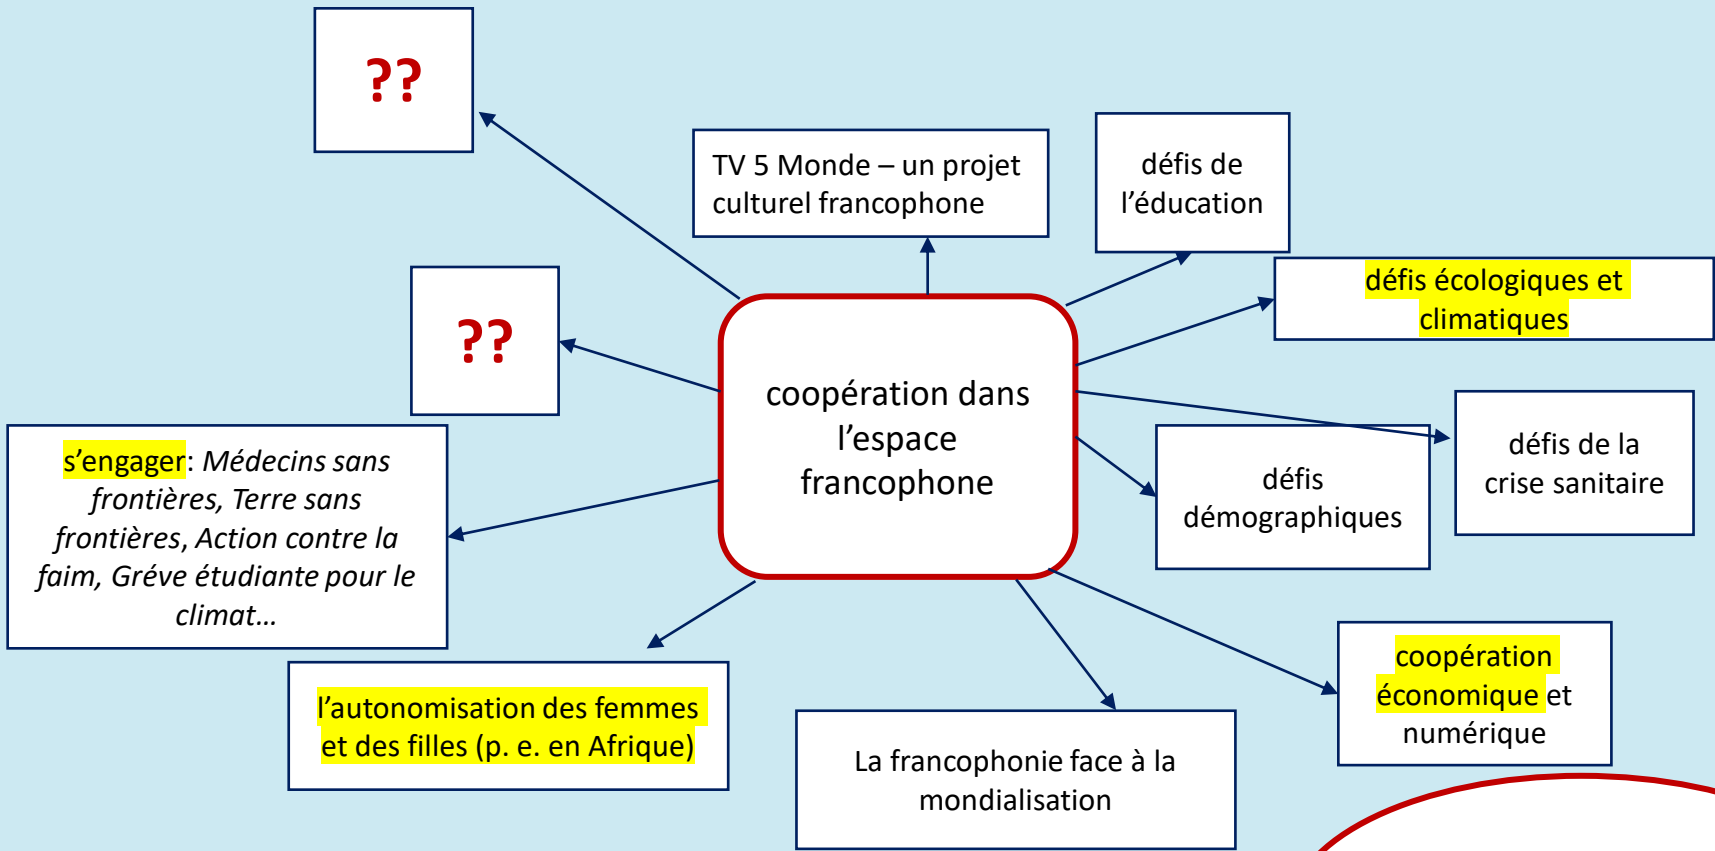 ??
TV 5 Monde – un projet
culturel francophone
défis de
l’éducation
défis écologiques et
climatiques
??
coopération dans
l’espace
francophone
défis de la
crise sanitaire
défis
démographiques
s’engager: Médecins sans
frontières, Terre sans
frontières, Action contre la
faim, Gréve étudiante pour le
climat…
coopération
économique et
numérique
l’autonomisation des femmes
et des filles (p. e. en Afrique)
La francophonie face à la
mondialisation